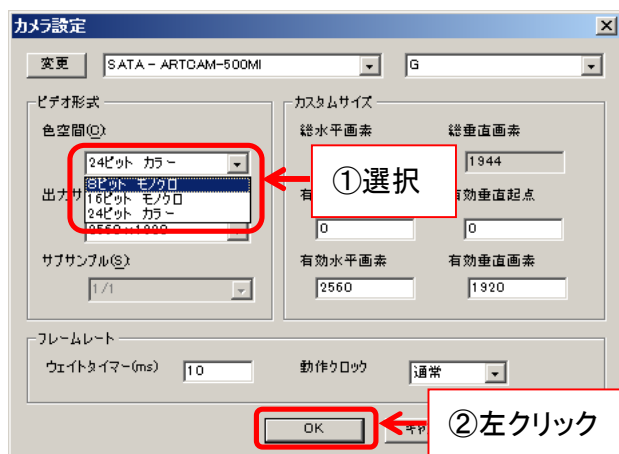 カメラ設定
変更 SATA - ARTCAM-500MI G
ビデオ形式 カスタムサイズ
色空間(C): 総水平画素 総垂直画素
24ビット カラー 1944
8ビット モノクロ
16ビット モノクロ
24ビット カラー
①選択
出力サ 有 有効垂直起点
0 0
サブサンプル(S): 有効水平画素 有効垂直画素
1/1 2560 1920
フレームレート
ウェイトタイマー(ms) 10 動作クロック 通常
OK キャ
②左クリック